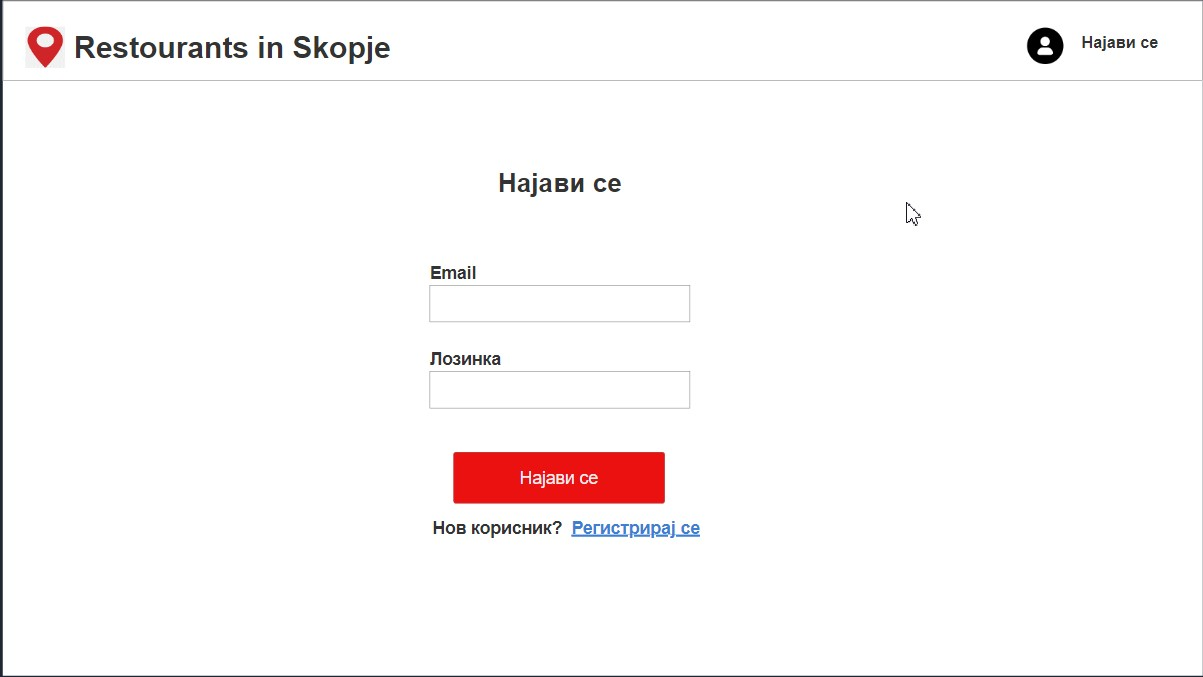 Restourants in Skopje
Најави се
Најави се
Email
Лозинка
Најави се
Нов корисник? Регистрирај се